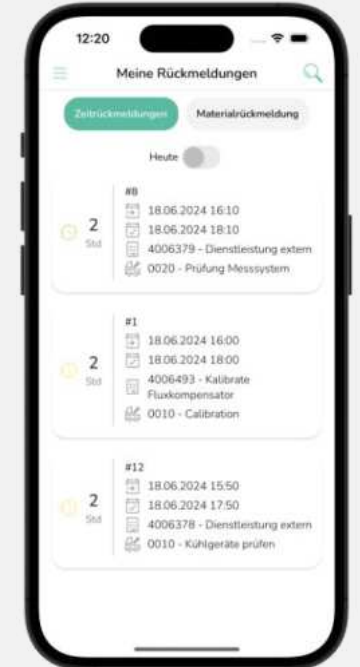 12:20
Meine Rückmeldungen
Zeitrückmeldungen
Materialrückmeldung
Heute
#8
18.06.2024 16:10
2
18.06.2024 18:10
Std
4006379 - Dienstleistung extern
0020 - Prüfung Messsystem
#1
18.06.2024 16:00
2
18.06.2024 18:00
Std
4006493 - Kalibrate
Fluxkompensator
0010 - Calibration
#12
18.06.2024 15:50
2
18.06.2024 17:50
Std
4006378 - Dienstleistung extern
0010 - Kühlgeräte prüfen